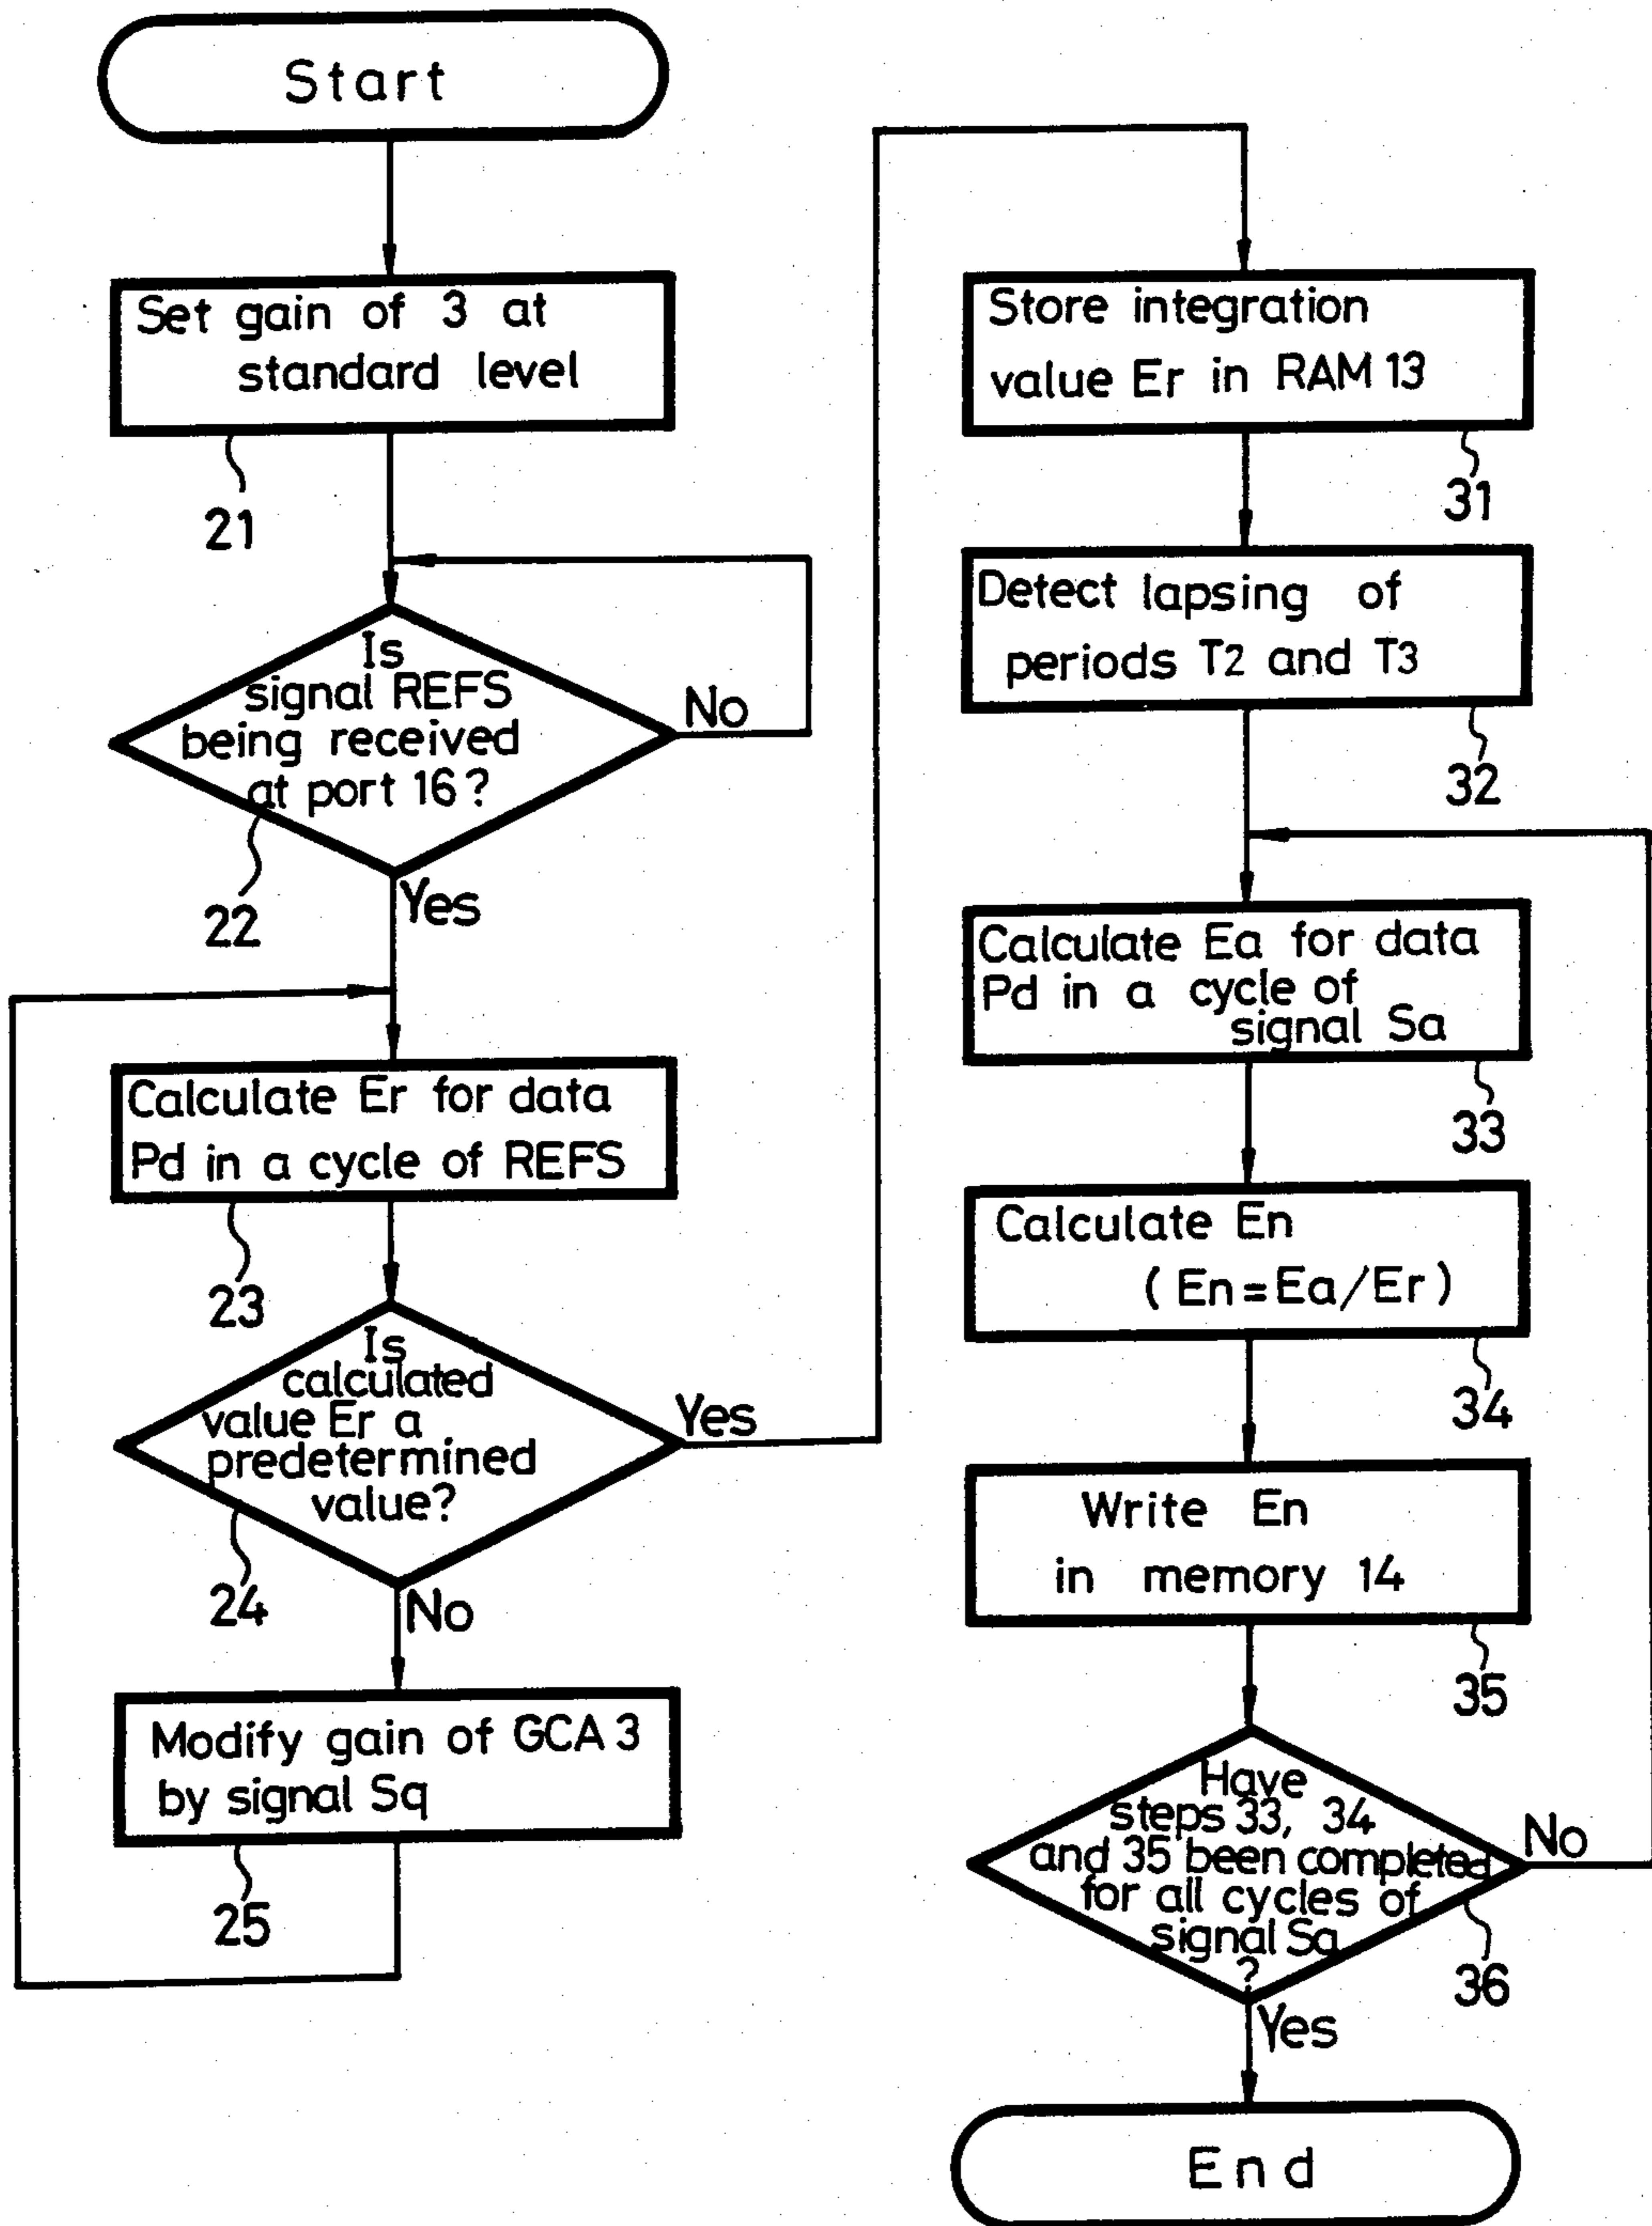 Start
Set gain of 3 at
standard level
21
Is
signal REFS
being received
at port 16?
No
22
Yes
Calculate Er for data
Pd in a cycle of REFS
23
Is
calculated
value Er a
predetermined
value?
Yes
24
No
Modify gain of GCA 3
by signal Sq
25
Store integration
value Er in RAM 13
31
Detect lapsing of
periods T2 and T3
32
Calculate Ea for data
Pd in a cycle of
signal Sa
33
Calculate En
( En = Ea/Er )
34
Write En
in memory 14
35
Have
steps 33, 34
and 35 been completed
for all cycles of
signal Sa
?
No
36
Yes
End